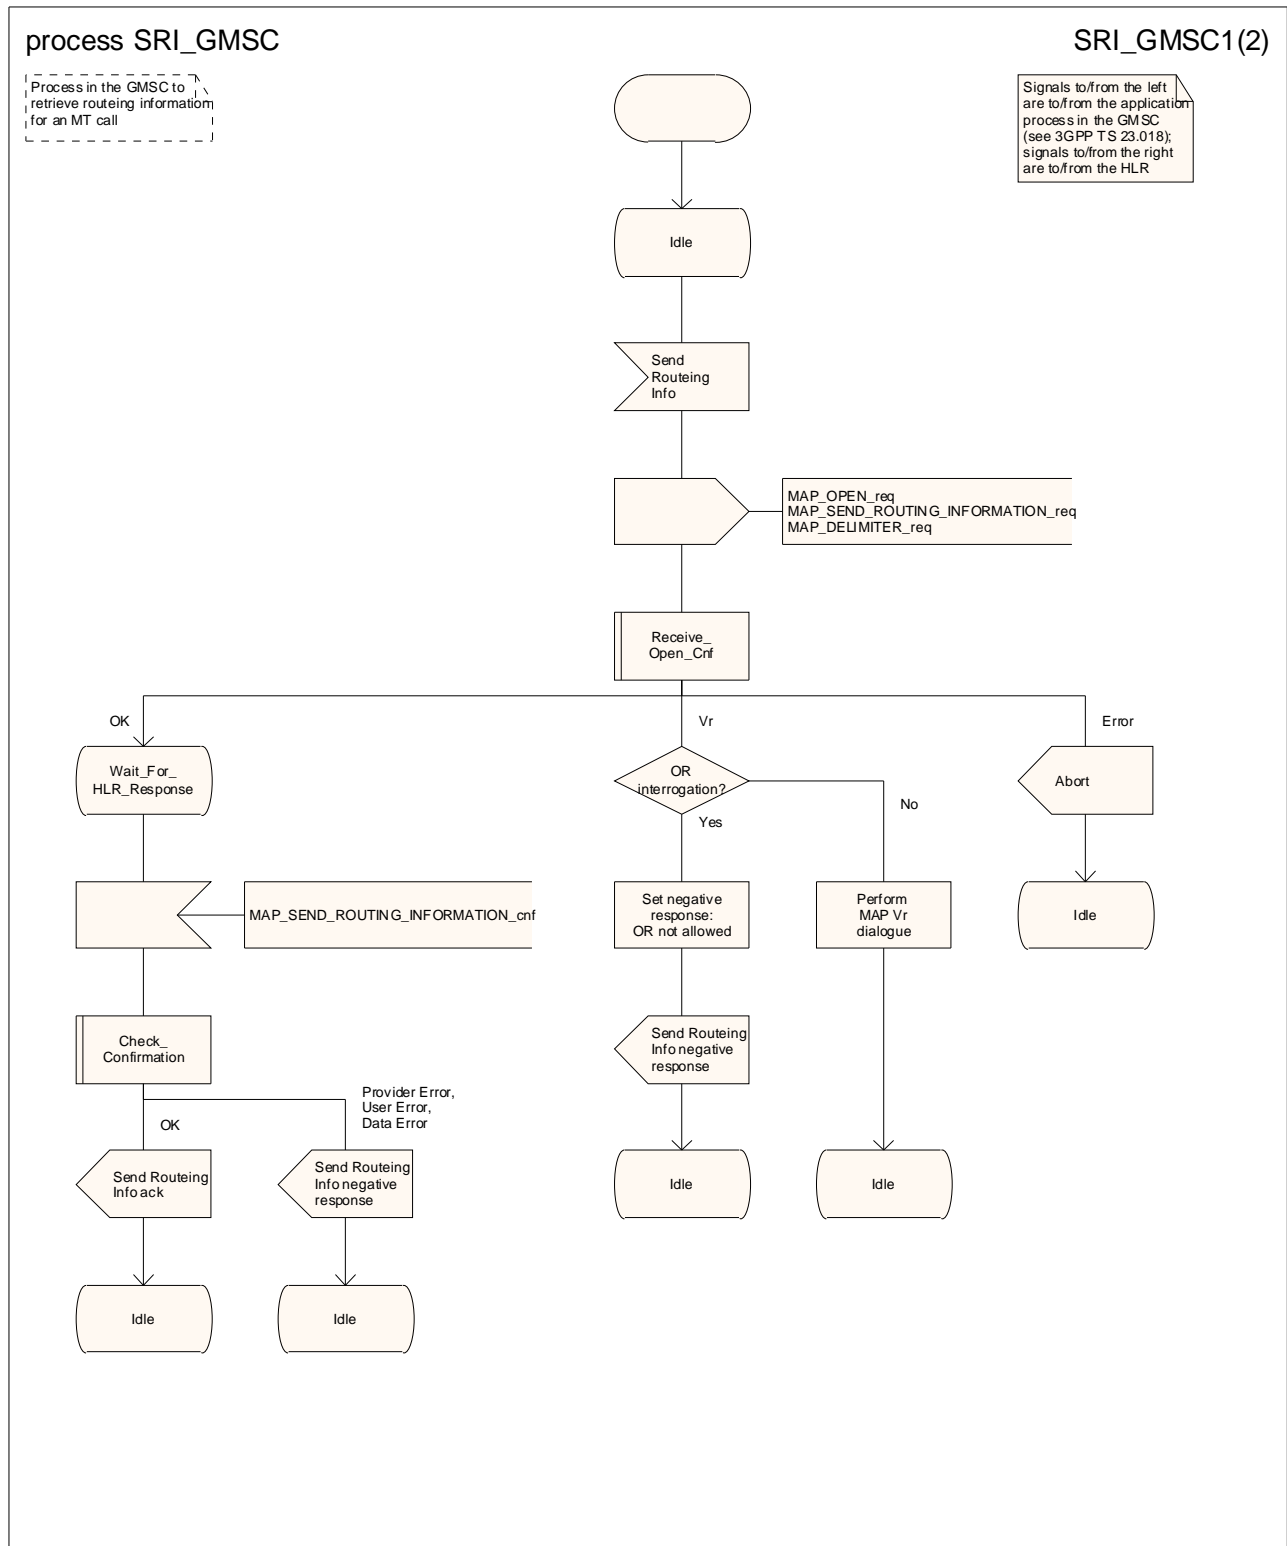 process SRI_GMSC
SRI_GMSC1(2)
Process in the GMSC to
retrieve routeing information
for an MT call
Signals to/from the left
are to/from the application
process in the GMSC
(see 3GPP TS 23.018);
signals to/from the right
are to/from the HLR
Idle
Send
Routeing
Info
MAP_OPEN_req
MAP_SEND_ROUTING_INFORMATION_req
MAP_DELIMITER_req
Receive_
Open_Cnf
OK
Vr
Error
Wait_For_
HLR_Response
OR
interrogation?
Abort
No
Yes
MAP_SEND_ROUTING_INFORMATION_cnf
Set negative
response:
OR not allowed
Perform
MAP Vr
dialogue
Idle
Check_
Confirmation
Send Routeing
Info negative
response
Provider Error,
User Error,
Data Error
OK
Send Routeing
Info ack
Send Routeing
Info negative
response
Idle
Idle
Idle
Idle